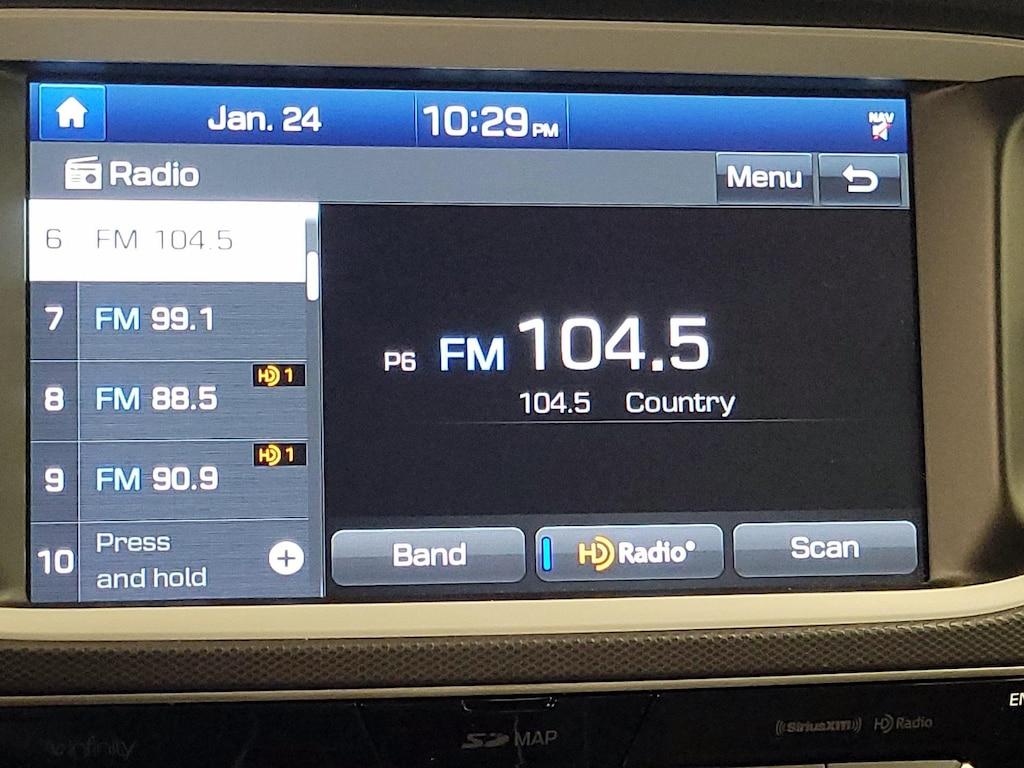 Jan. 24
10:29 PM
NAV
Radio
Menu
6 FM 104.5
7 FM 99.1
8 FM 88.5 HD 1
9 FM 90.9 HD 1
10 Press
and hold
P6 FM 104.5
104.5 Country
Band
HD Radio®
Scan
infinity
SD MAP
((SiriusXM))
HD Radio